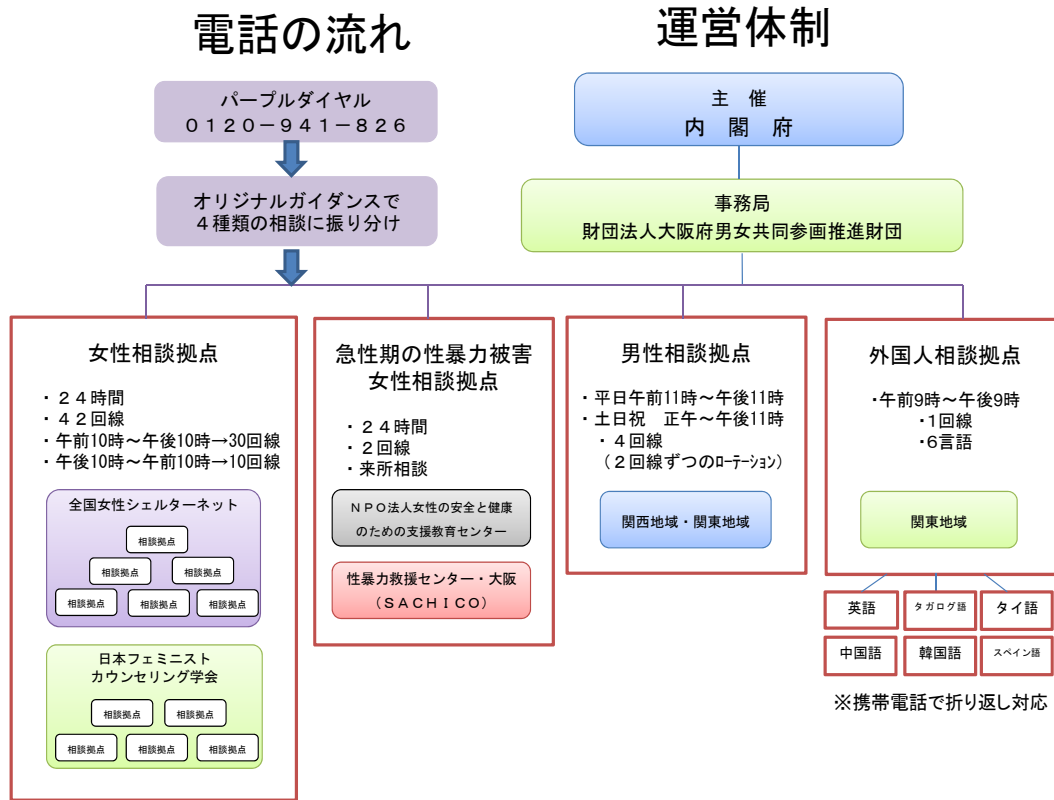 電話の流れ
運営体制
パープルダイヤル
０１２０－９４１－８２６
オリジナルガイダンスで
４種類の相談に振り分け
主　催
内　閣　府
事務局
財団法人大阪府男女共同参画推進財団
女性相談拠点
・２４時間
・４２回線
・午前10時～午後10時→30回線
・午後10時～午前10時→10回線
全国女性シェルターネット
相談拠点
相談拠点
相談拠点
相談拠点
相談拠点
相談拠点
日本フェミニスト
カウンセリング学会
相談拠点
相談拠点
相談拠点
相談拠点
相談拠点
急性期の性暴力被害
女性相談拠点
・２４時間
・２回線
・来所相談
ＮＰＯ法人女性の安全と健康
のための支援教育センター
性暴力救援センター・大阪
（ＳＡＣＨＩＣＯ）
男性相談拠点
・平日午前11時～午後11時
・土日祝　正午～午後11時
・４回線
（２回線ずつのﾛｰﾃｰｼｮﾝ）
関西地域・関東地域
外国人相談拠点
・午前9時～午後9時
・1回線
・6言語
関東地域
英語
タガログ語
タイ語
中国語
韓国語
スペイン語
※携帯電話で折り返し対応